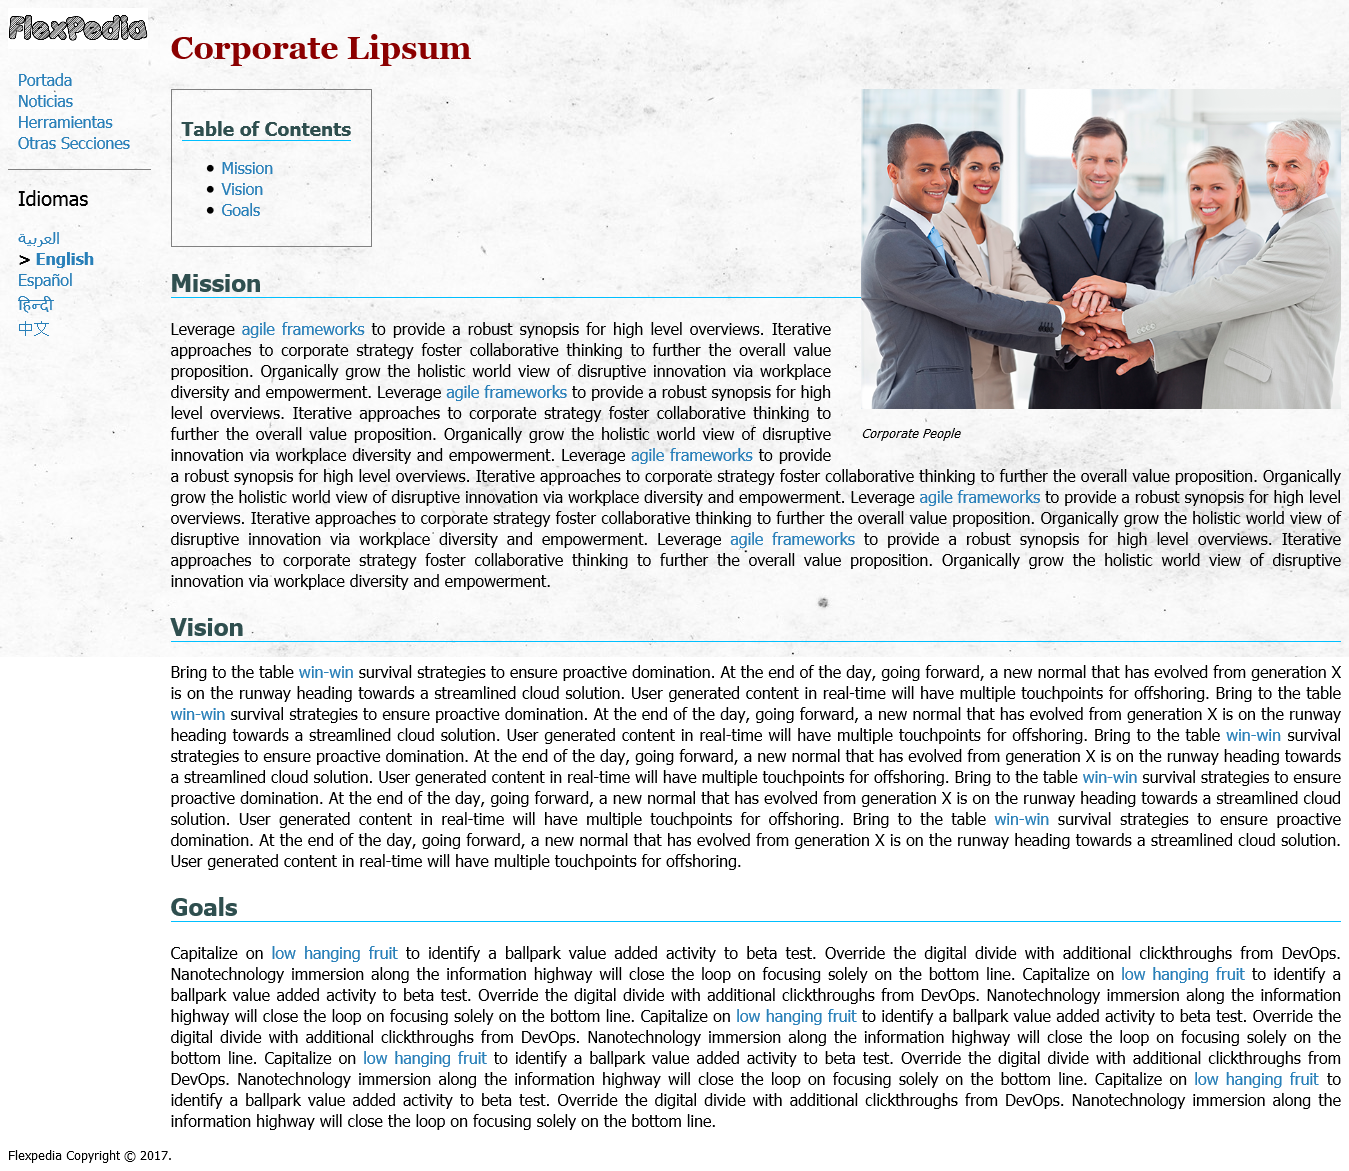 FlexPedia
Portada
Noticias
Herramientas
Otras Secciones
Idiomas
العربية
> English
Español
हिन्दी
中文
Corporate Lipsum
Table of Contents
Mission
Vision
Goals
Corporate People
Mission
Leverage agile frameworks to provide a robust synopsis for high level overviews. Iterative
approaches to corporate strategy foster collaborative thinking to further the overall value
proposition. Organically grow the holistic world view of disruptive innovation via workplace
diversity and empowerment. Leverage agile frameworks to provide a robust synopsis for high
level overviews. Iterative approaches to corporate strategy foster collaborative thinking to
further the overall value proposition. Organically grow the holistic world view of disruptive
innovation via workplace diversity and empowerment. Leverage agile frameworks to provide
a robust synopsis for high level overviews. Iterative approaches to corporate strategy foster collaborative thinking to further the overall value proposition. Organically
grow the holistic world view of disruptive innovation via workplace diversity and empowerment. Leverage agile frameworks to provide a robust synopsis for high level
overviews. Iterative approaches to corporate strategy foster collaborative thinking to further the overall value proposition. Organically grow the holistic world view of
disruptive innovation via workplace diversity and empowerment. Leverage agile frameworks to provide a robust synopsis for high level overviews. Iterative
approaches to corporate strategy foster collaborative thinking to further the overall value proposition. Organically grow the holistic world view of disruptive
innovation via workplace diversity and empowerment.
Vision
Bring to the table win-win survival strategies to ensure proactive domination. At the end of the day, going forward, a new normal that has evolved from generation X
is on the runway heading towards a streamlined cloud solution. User generated content in real-time will have multiple touchpoints for offshoring. Bring to the table
win-win survival strategies to ensure proactive domination. At the end of the day, going forward, a new normal that has evolved from generation X is on the runway
heading towards a streamlined cloud solution. User generated content in real-time will have multiple touchpoints for offshoring. Bring to the table win-win survival
strategies to ensure proactive domination. At the end of the day, going forward, a new normal that has evolved from generation X is on the runway heading towards
a streamlined cloud solution. User generated content in real-time will have multiple touchpoints for offshoring. Bring to the table win-win survival strategies to ensure
proactive domination. At the end of the day, going forward, a new normal that has evolved from generation X is on the runway heading towards a streamlined cloud
solution. User generated content in real-time will have multiple touchpoints for offshoring. Bring to the table win-win survival strategies to ensure proactive
domination. At the end of the day, going forward, a new normal that has evolved from generation X is on the runway heading towards a streamlined cloud solution.
User generated content in real-time will have multiple touchpoints for offshoring.
Goals
Capitalize on low hanging fruit to identify a ballpark value added activity to beta test. Override the digital divide with additional clickthroughs from DevOps.
Nanotechnology immersion along the information highway will close the loop on focusing solely on the bottom line. Capitalize on low hanging fruit to identify a
ballpark value added activity to beta test. Override the digital divide with additional clickthroughs from DevOps. Nanotechnology immersion along the information
highway will close the loop on focusing solely on the bottom line. Capitalize on low hanging fruit to identify a ballpark value added activity to beta test. Override the
digital divide with additional clickthroughs from DevOps. Nanotechnology immersion along the information highway will close the loop on focusing solely on the
bottom line. Capitalize on low hanging fruit to identify a ballpark value added activity to beta test. Override the digital divide with additional clickthroughs from
DevOps. Nanotechnology immersion along the information highway will close the loop on focusing solely on the bottom line. Capitalize on low hanging fruit to
identify a ballpark value added activity to beta test. Override the digital divide with additional clickthroughs from DevOps. Nanotechnology immersion along the
information highway will close the loop on focusing solely on the bottom line.
Flexpedia Copyright © 2017.